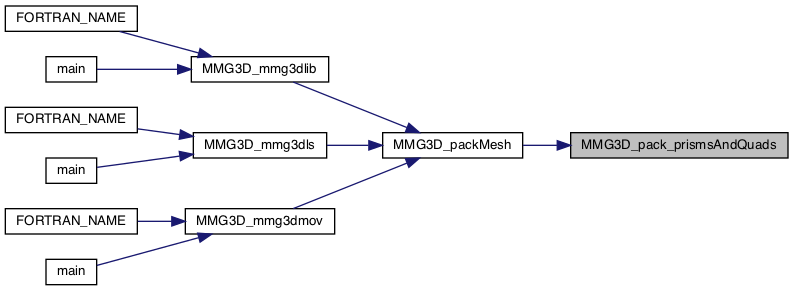 FORTRAN_NAME
main
MMG3D_mmg3dlib
FORTRAN_NAME
main
MMG3D_mmg3dls
MMG3D_packMesh
MMG3D_pack_prismsAndQuads
FORTRAN_NAME
main
MMG3D_mmg3dmov